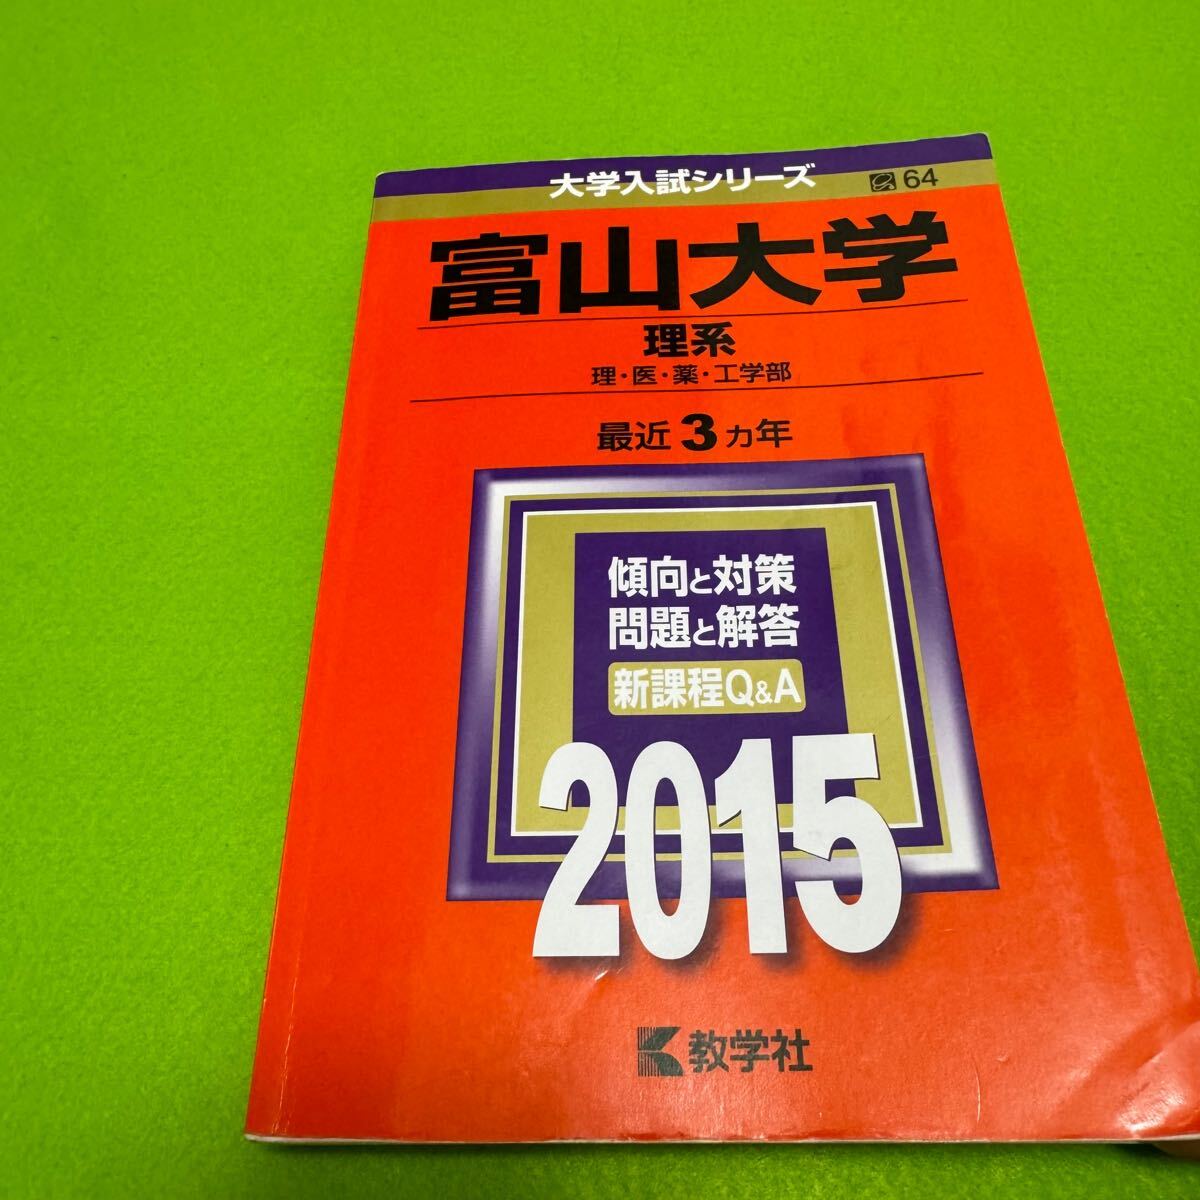 大学入試シリーズ
64
富山大学
理系
理・医・薬・工学部
最近3ヵ年
傾向と対策
問題と解答
新課程Q&A
2015
教学社